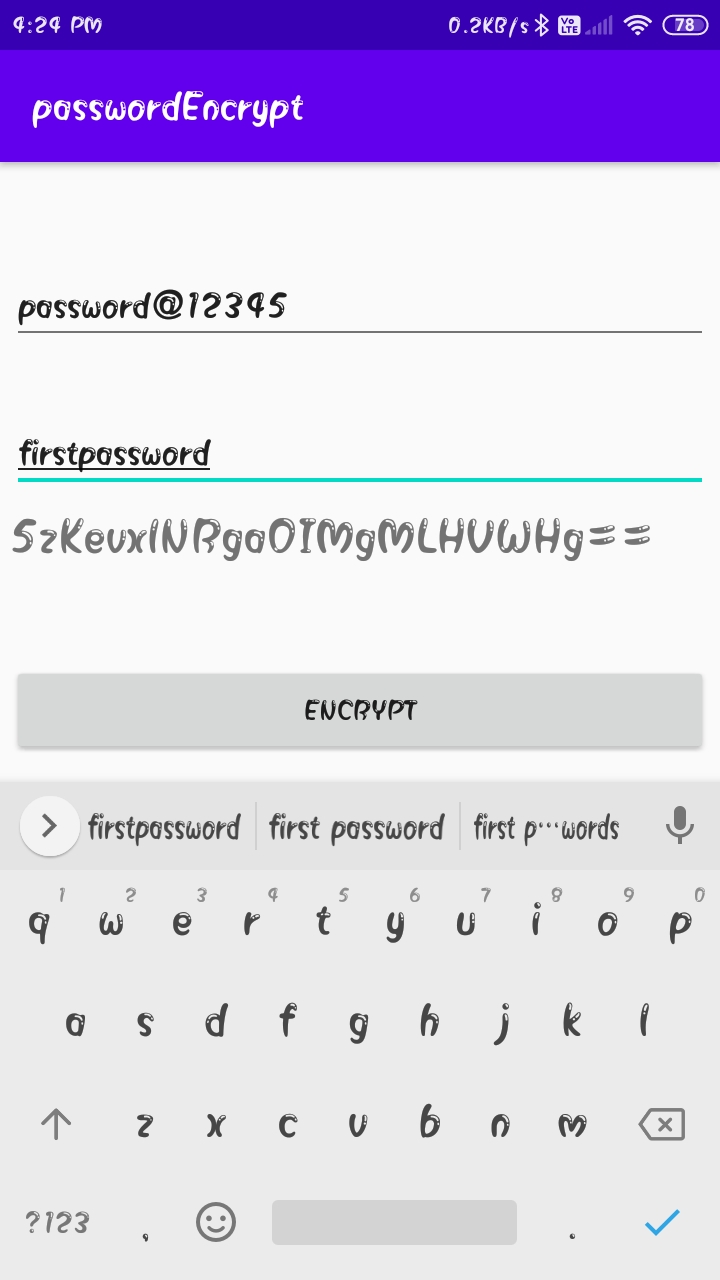 4:24 PM 0.2KB/s Vo LTE 78
passwordEncrypt
password@12345
firstpassword
5zKevxINRgaOIMgMLHVWHg==
ENCRYPT
firstpassword first password first p···words
1 2 3 4 5 6 7 8 9 0
q w e r t y u i o p
a s d f g h j k l
z x c v b n m
?123 , .